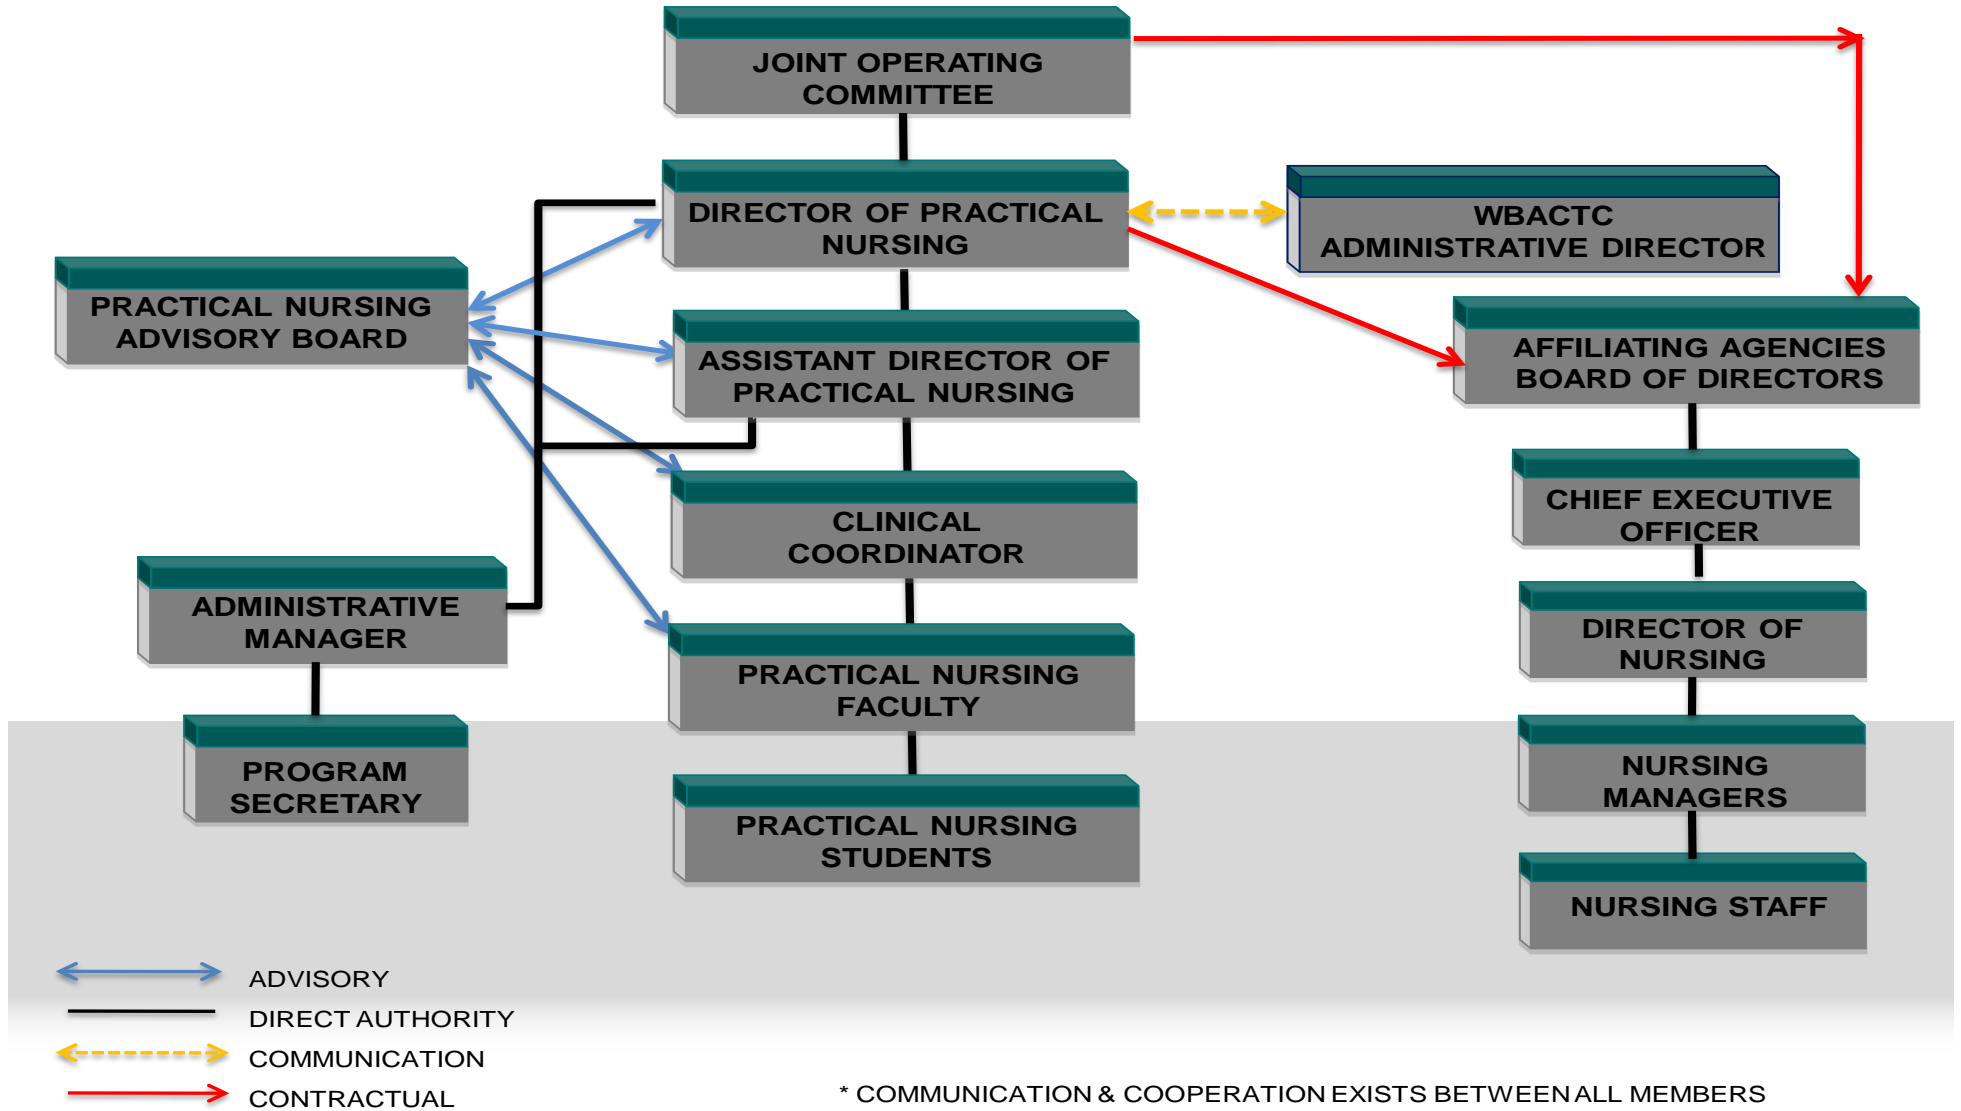 JOINT OPERATING
COMMITTEE
DIRECTOR OF PRACTICAL
NURSING
WBACTC
ADMINISTRATIVE DIRECTOR
PRACTICAL NURSING
ADVISORY BOARD
ASSISTANT DIRECTOR OF
PRACTICAL NURSING
AFFILIATING AGENCIES
BOARD OF DIRECTORS
CLINICAL
COORDINATOR
CHIEF EXECUTIVE
OFFICER
ADMINISTRATIVE
MANAGER
PRACTICAL NURSING
FACULTY
DIRECTOR OF
NURSING
PROGRAM
SECRETARY
PRACTICAL NURSING
STUDENTS
NURSING
MANAGERS
NURSING STAFF
ADVISORY
DIRECT AUTHORITY
COMMUNICATION
CONTRACTUAL
* COMMUNICATION & COOPERATION EXISTS BETWEEN ALL MEMBERS